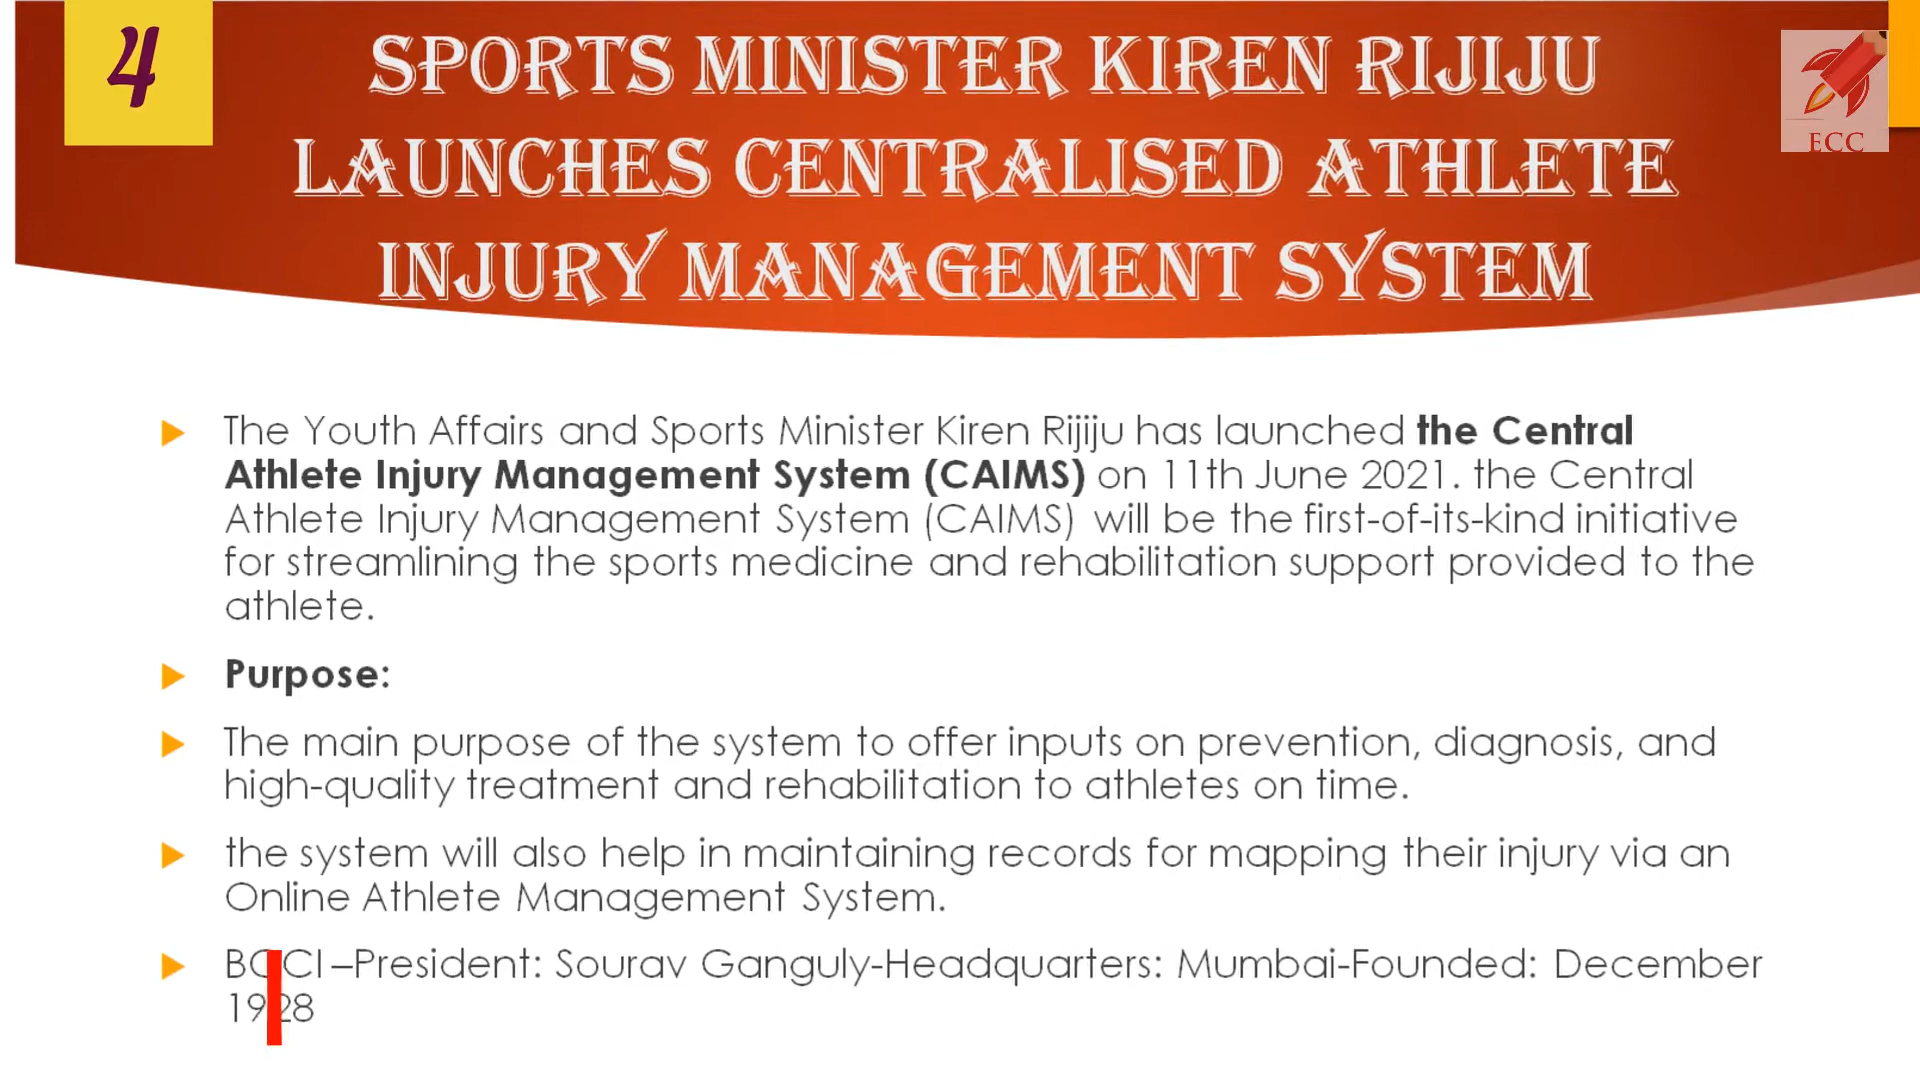 4
SPORTS MINISTER KIREN RIJIJU
LAUNCHES CENTRALISED ATHLETE
INJURY MANAGEMENT SYSTEM
ECC
The Youth Affairs and Sports Minister Kiren Rijiju has launched the Central
Athlete Injury Management System (CAIMS) on 11th June 2021. the Central
Athlete Injury Management System (CAIMS) will be the first-of-its-kind initiative
for streamlining the sports medicine and rehabilitation support provided to the
athlete.
Purpose:
The main purpose of the system to offer inputs on prevention, diagnosis, and
high-quality treatment and rehabilitation to athletes on time.
the system will also help in maintaining records for mapping their injury via an
Online Athlete Management System.
BCCI –President: Sourav Ganguly-Headquarters: Mumbai-Founded: December
1928